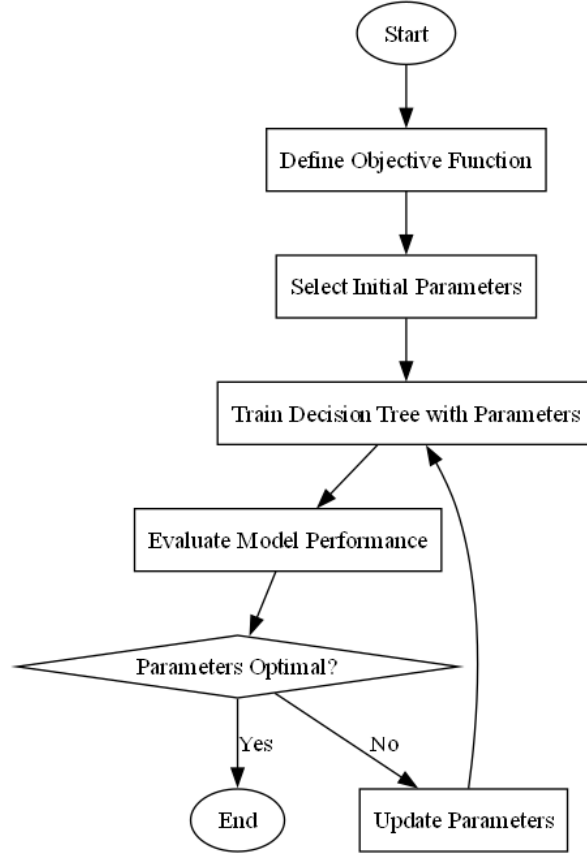 Start
Define Objective Function
Select Initial Parameters
Train Decision Tree with Parameters
Evaluate Model Performance
Parameters Optimal?
Yes
No
End
Update Parameters